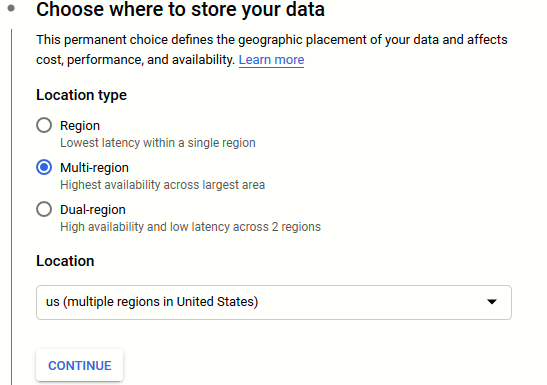 Choose where to store your data
This permanent choice defines the geographic placement of your data and affects
cost, performance, and availability. Learn more
Location type
Region
Lowest latency within a single region
Multi-region
Highest availability across largest area
Dual-region
High availability and low latency across 2 regions
Location
us (multiple regions in United States)
CONTINUE